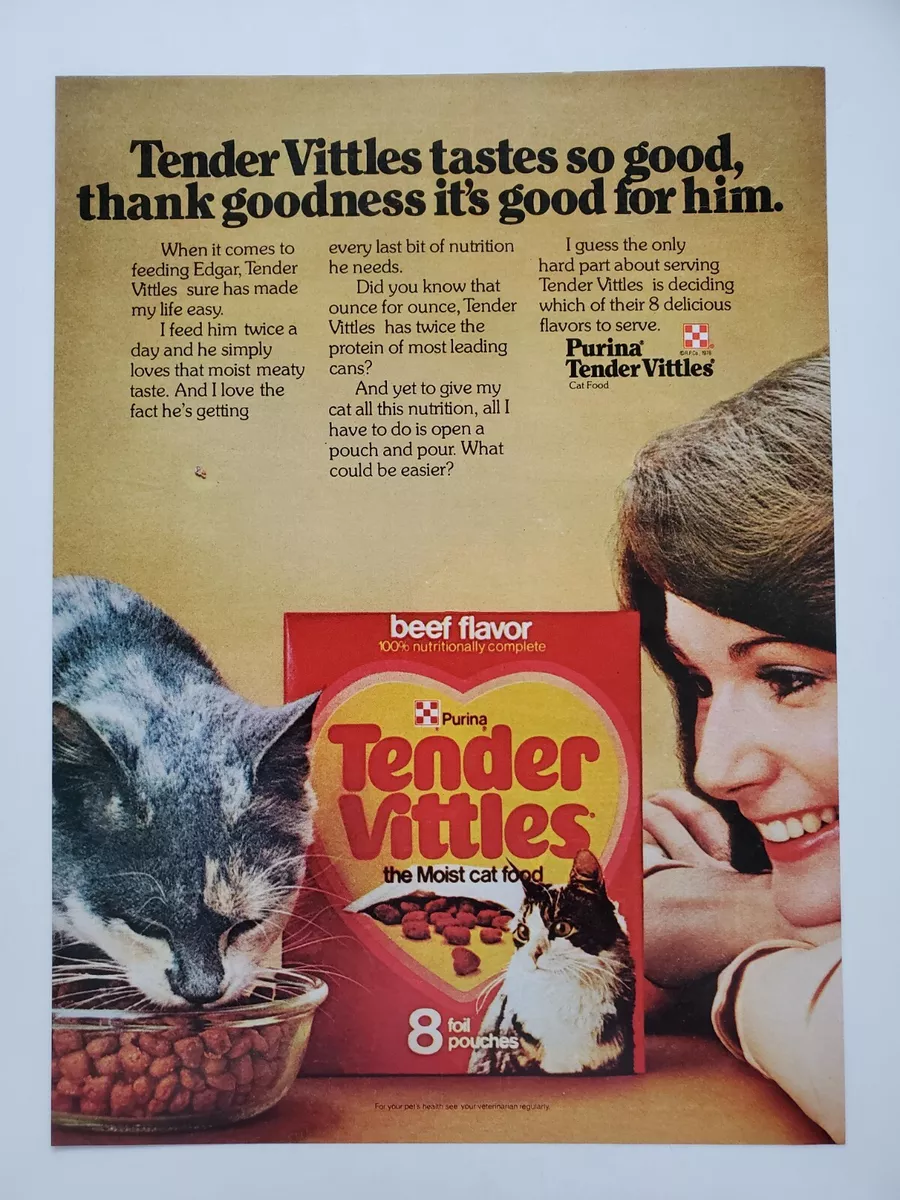 Tender Vittles tastes so good,
thank goodness it's good for him.
When it comes to
feeding Edgar, Tender
Vittles sure has made
my life easy.
I feed him twice a
day and he simply
loves that moist meaty
taste. And I love the
fact he's getting
every last bit of nutrition
he needs.
Did you know that
ounce for ounce, Tender
Vittles has twice the
protein of most leading
cans?
And yet to give my
cat all this nutrition, all I
have to do is open a
pouch and pour. What
could be easier?
I guess the only
hard part about serving
Tender Vittles is deciding
which of their 8 delicious
flavors to serve.
Purina®
Tender Vittles®
Cat Food
beef flavor
100% nutritionally complete
Purina
Tender
Vittles
the Moist cat food
8 foil
pouches
For your pet's health see your veterinarian regularly.